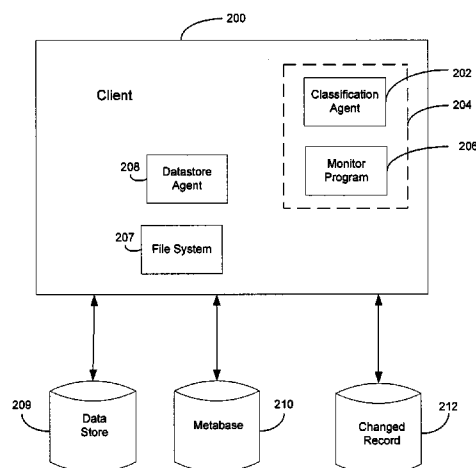 200
Client
Classification
Agent
202
204
Monitor
Program
206
208
Datastore
Agent
207
File System
209
Data
Store
Metabase
210
Changed
Record
212